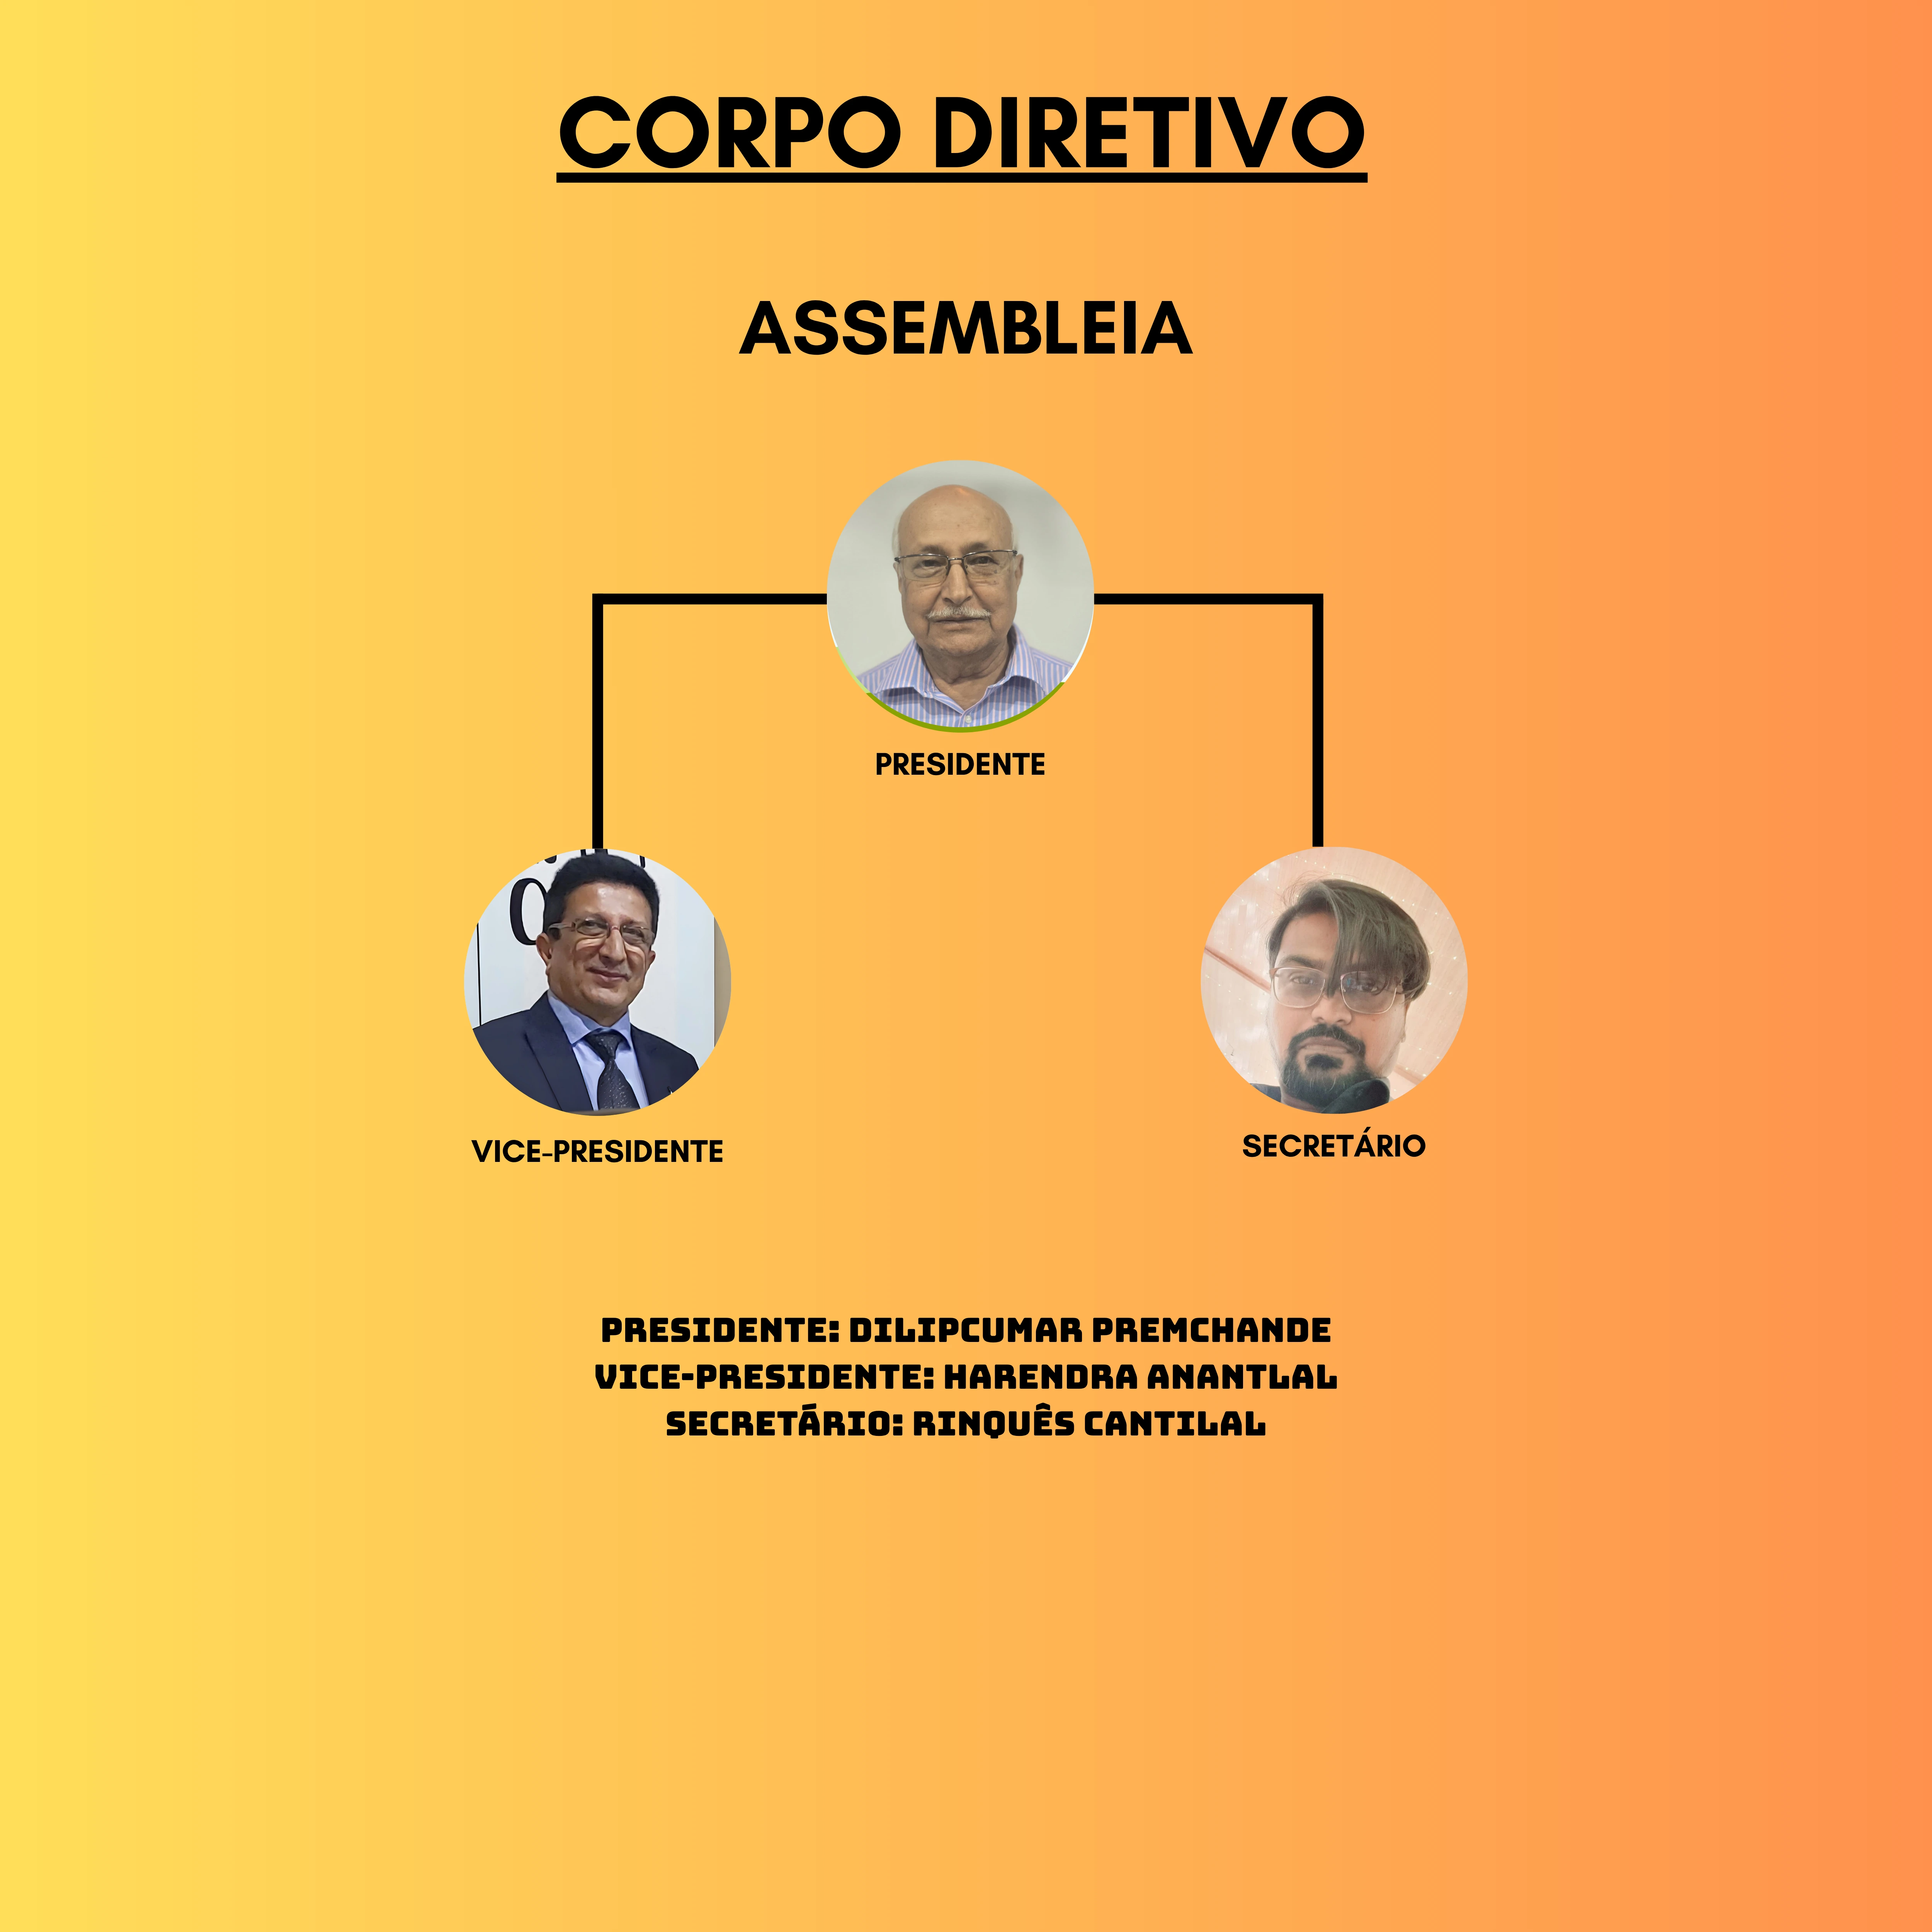 CORPO DIRETIVO
ASSEMBLEIA
PRESIDENTE
VICE-PRESIDENTE
SECRETÁRIO
PRESIDENTE: DILIPCUMAR PREMCHANDE
VICE-PRESIDENTE: HARENDRA ANANTLAL
SECRETÁRIO: RINQUÊS CANTILAL